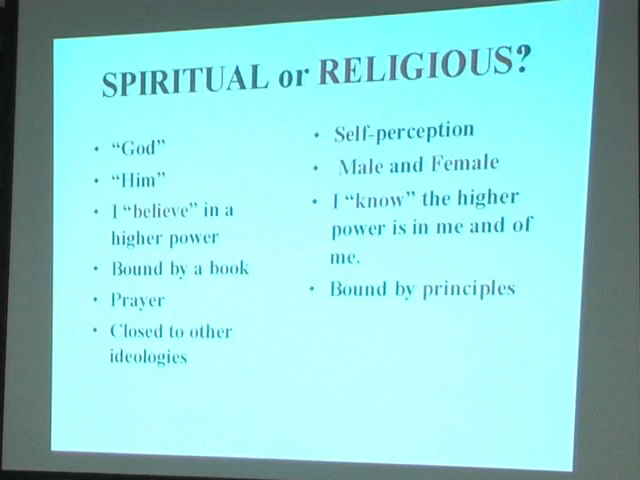 SPIRITUAL or RELIGIOUS?
• “God”
• “Him”
• I “believe” in a
higher power
• Bound by a book
• Prayer
• Closed to other
ideologies
• Self-perception
• Male and Female
• I “know” the higher
power is in me and of
me.
• Bound by principles